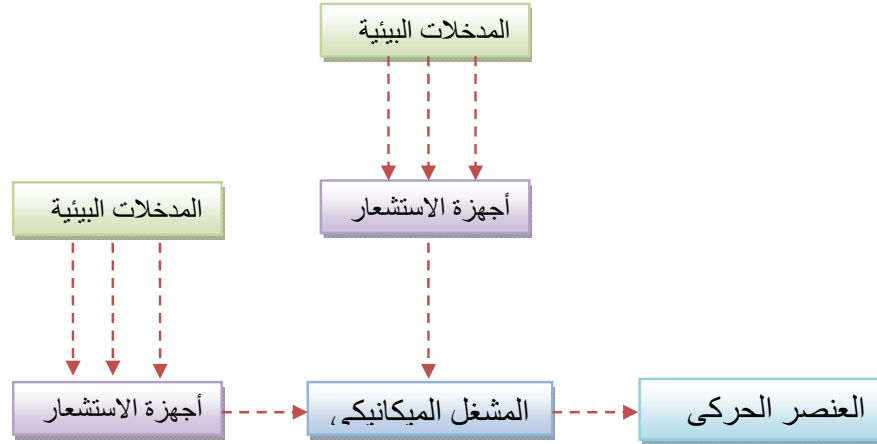 المدخلات البيئية
أجهزة الاستشعار
المدخلات البيئية
أجهزة الاستشعار
المشغل الميكانيكى
العنصر الحركى